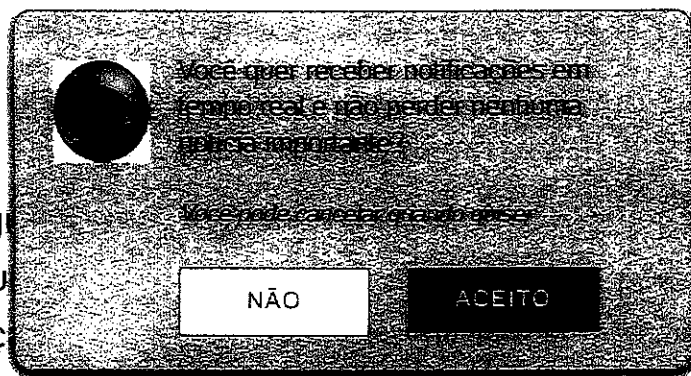 Você quer receber notificações em
tempo real e não perder nenhuma
notícia importante?
Você pode cancelar quando quiser
NÃO
ACEITO